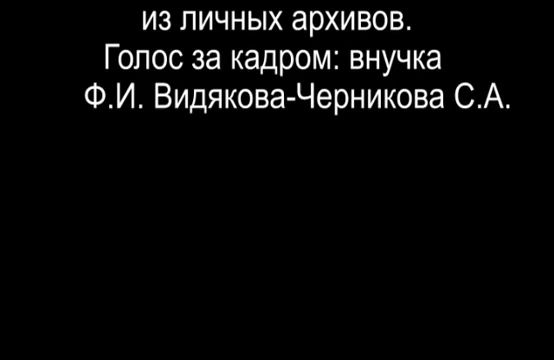 из личных архивов.
Голос за кадром: внучка
Ф.И. Видякова-Черникова С.А.